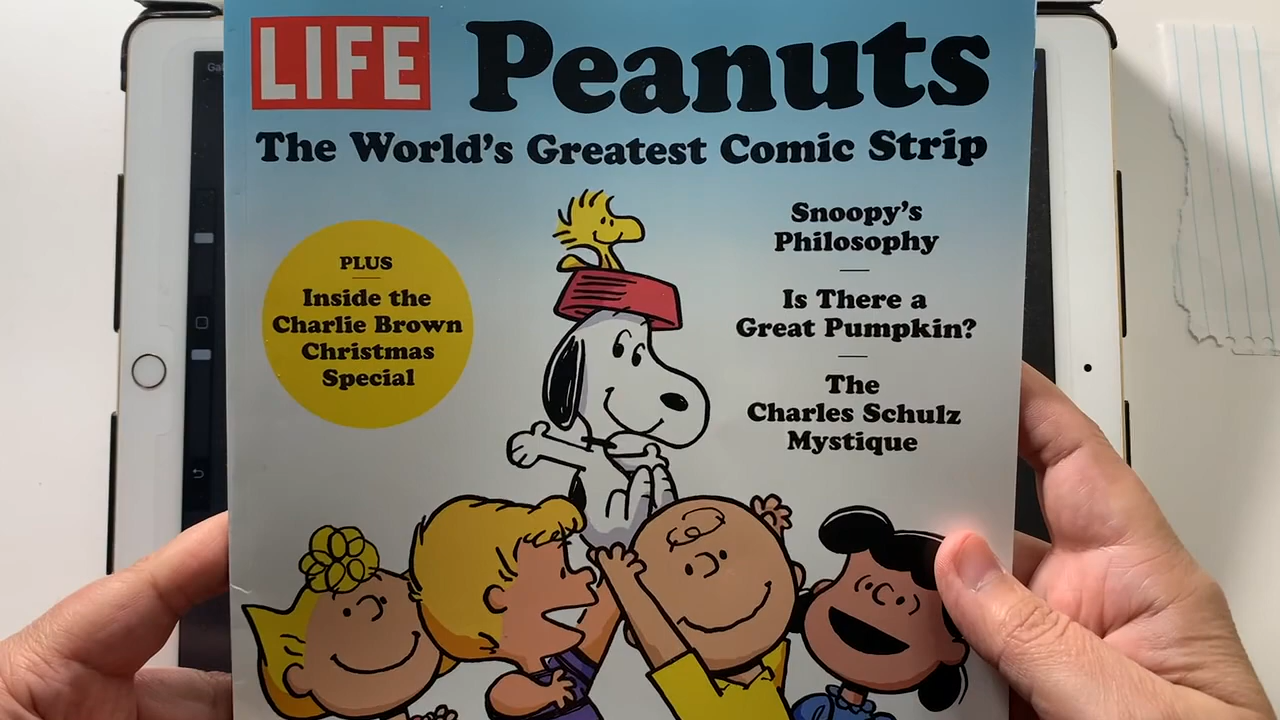 LIFE Peanuts
The World's Greatest Comic Strip
PLUS
Inside the
Charlie Brown
Christmas
Special
Snoopy's
Philosophy
Is There a
Great Pumpkin?
The
Charles Schulz
Mystique